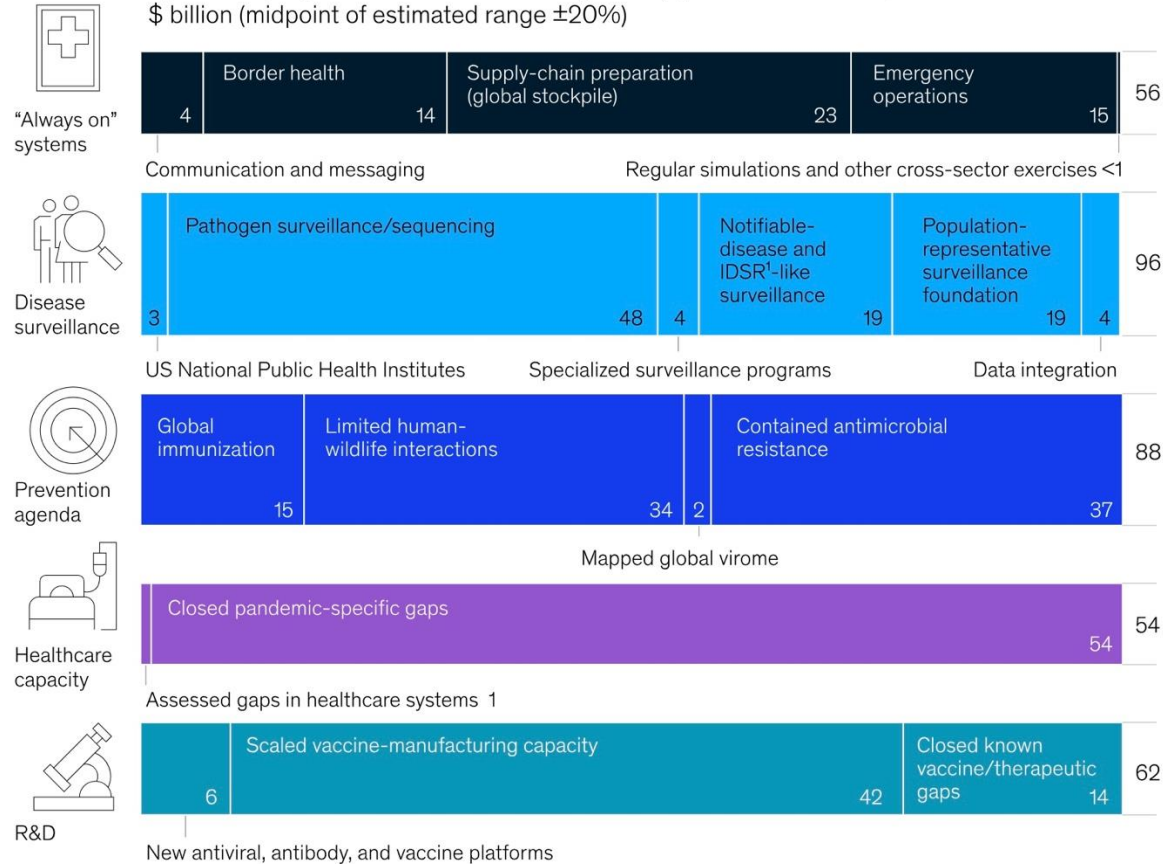 $ billion (midpoint of estimated range ±20%)
"Always on"
systems
4
Border health
14
Supply-chain preparation
(global stockpile)
23
Emergency
operations
15
56
Communication and messaging
Regular simulations and other cross-sector exercises <1
Disease
surveillance
3
Pathogen surveillance/sequencing
48
4
Notifiable-
disease and
IDSR¹-like
surveillance
19
Population-
representative
surveillance
foundation
19
4
96
US National Public Health Institutes
Specialized surveillance programs
Data integration
Prevention
agenda
Global
immunization
15
Limited human-
wildlife interactions
34
2
Contained antimicrobial
resistance
37
88
Mapped global virome
Healthcare
capacity
Closed pandemic-specific gaps
54
54
Assessed gaps in healthcare systems 1
R&D
6
Scaled vaccine-manufacturing capacity
42
Closed known
vaccine/therapeutic
gaps
14
62
New antiviral, antibody, and vaccine platforms